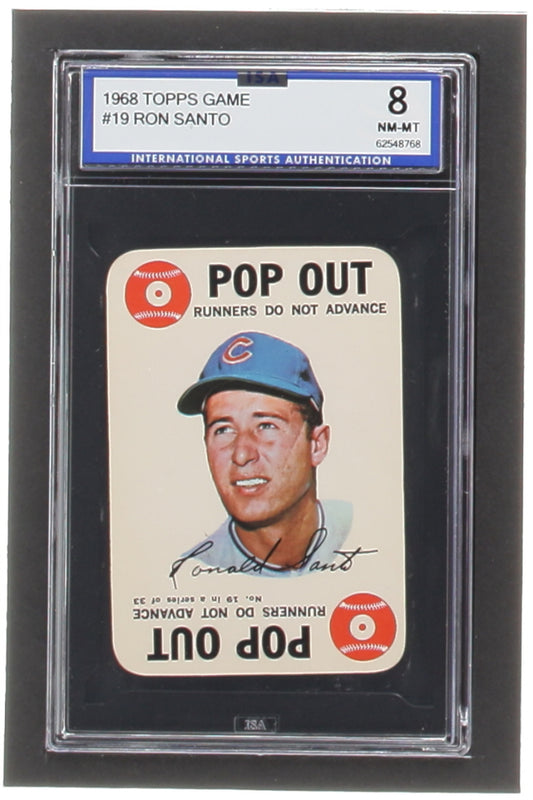 ISA
1968 TOPPS GAME
#19 RON SANTO
8
NM-MT
62548768
INTERNATIONAL SPORTS AUTHENTICATION
POP OUT
RUNNERS DO NOT ADVANCE
C
Ronald Santo
No. 19 in a series of 33
RUNNERS DO NOT ADVANCE
POP OUT
ISA